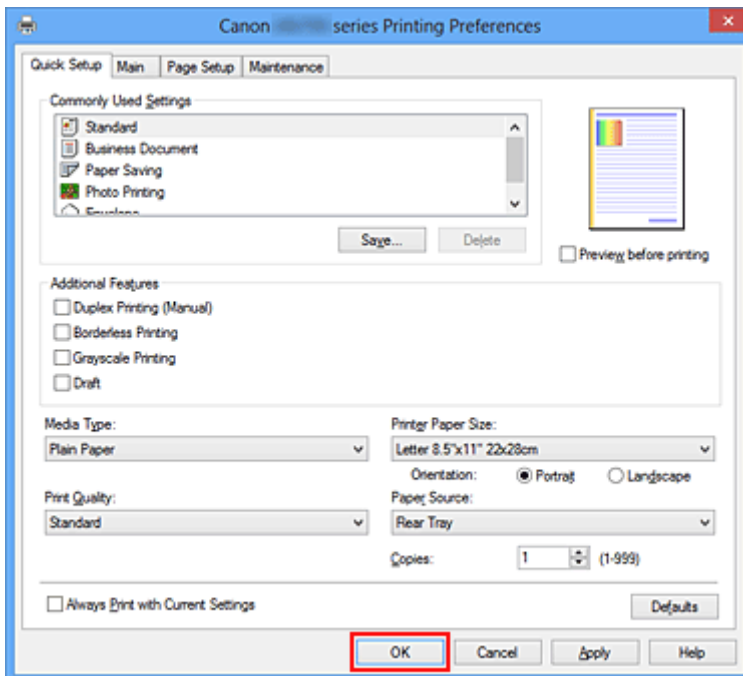 Canon series Printing Preferences
Quick Setup Main Page Setup Maintenance
Commonly Used Settings
Standard
Business Document
Paper Saving
Photo Printing
Envelope
Save... Delete
Preview before printing
Additional Features
Duplex Printing (Manual)
Borderless Printing
Grayscale Printing
Draft
Media Type: Printer Paper Size:
Plain Paper Letter 8.5"x11" 22x28cm
Orientation: Portrait Landscape
Print Quality: Paper Source:
Standard Rear Tray
Copies: 1 (1-999)
Always Print with Current Settings Defaults
OK Cancel Apply Help